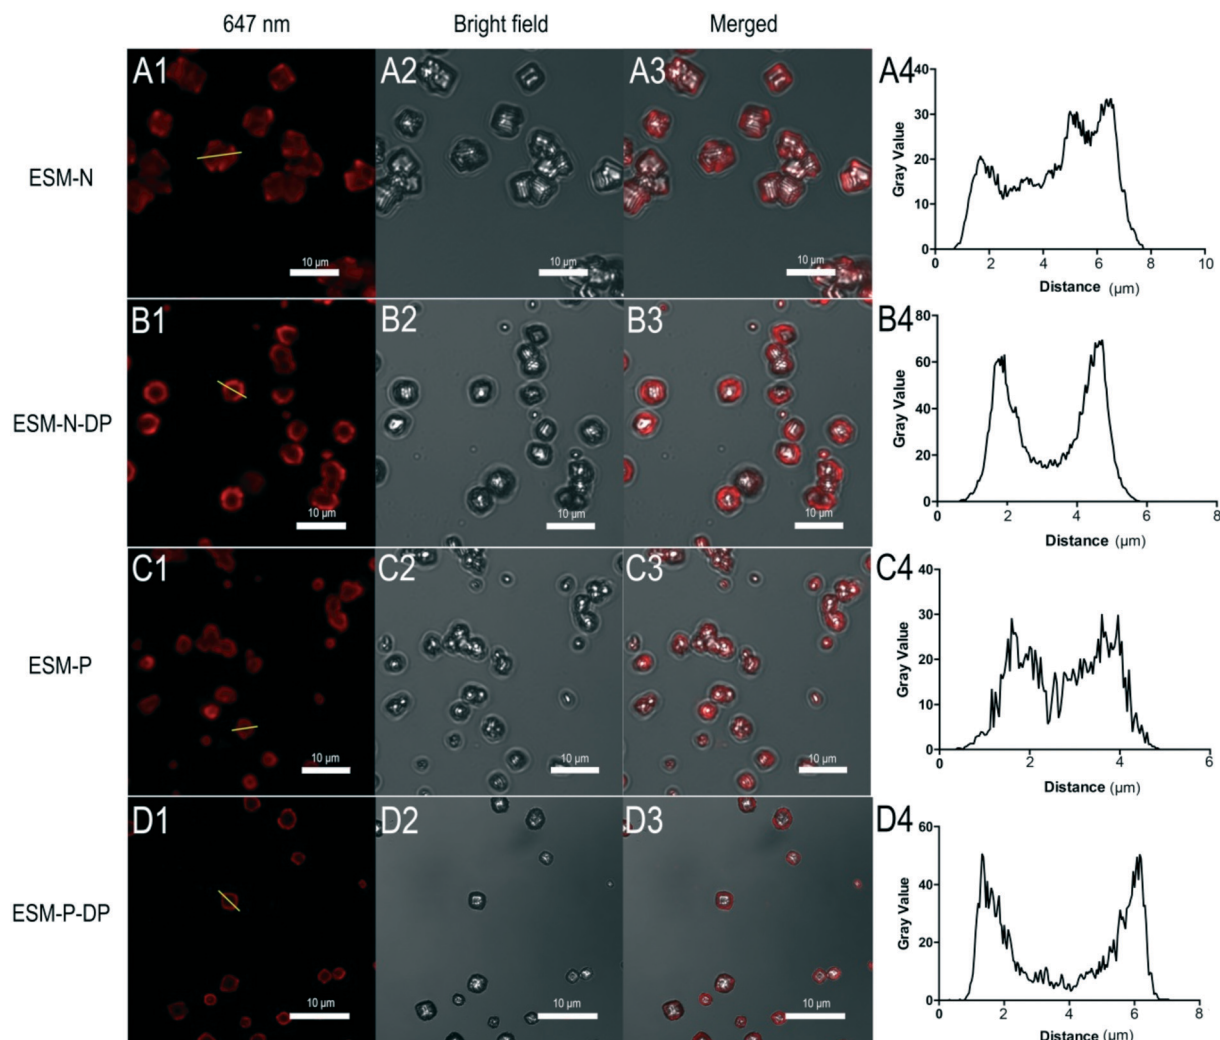 647 nm Bright field Merged
ESM-N
A1 A2 A3 A4
10 µm 10 µm 10 µm
Gray Value
40
30
20
10
0
0 2 4 6 8 10
Distance (µm)
ESM-N-DP
B1 B2 B3 B4
10 µm 10 µm 10 µm
Gray Value
80
60
40
20
0
0 2 4 6 8
Distance (µm)
ESM-P
C1 C2 C3 C4
10 µm 10 µm 10 µm
Gray Value
40
30
20
10
0
0 2 4 6
Distance (µm)
ESM-P-DP
D1 D2 D3 D4
10 µm 10 µm 10 µm
Gray Value
60
40
20
0
0 2 4 6 8
Distance (µm)